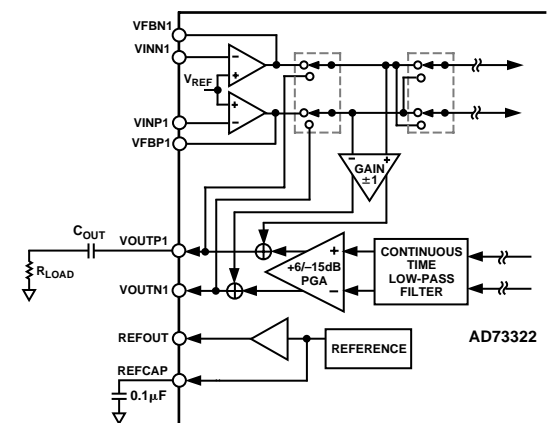 VFBN1
VINN1
VREF
VINP1
VFBP1
GAIN
±1
COUT
VOUTP1
RLOAD
+6/–15dB
PGA
CONTINUOUS
TIME
LOW-PASS
FILTER
VOUTN1
AD73322
REFOUT
REFERENCE
REFCAP
0.1µF